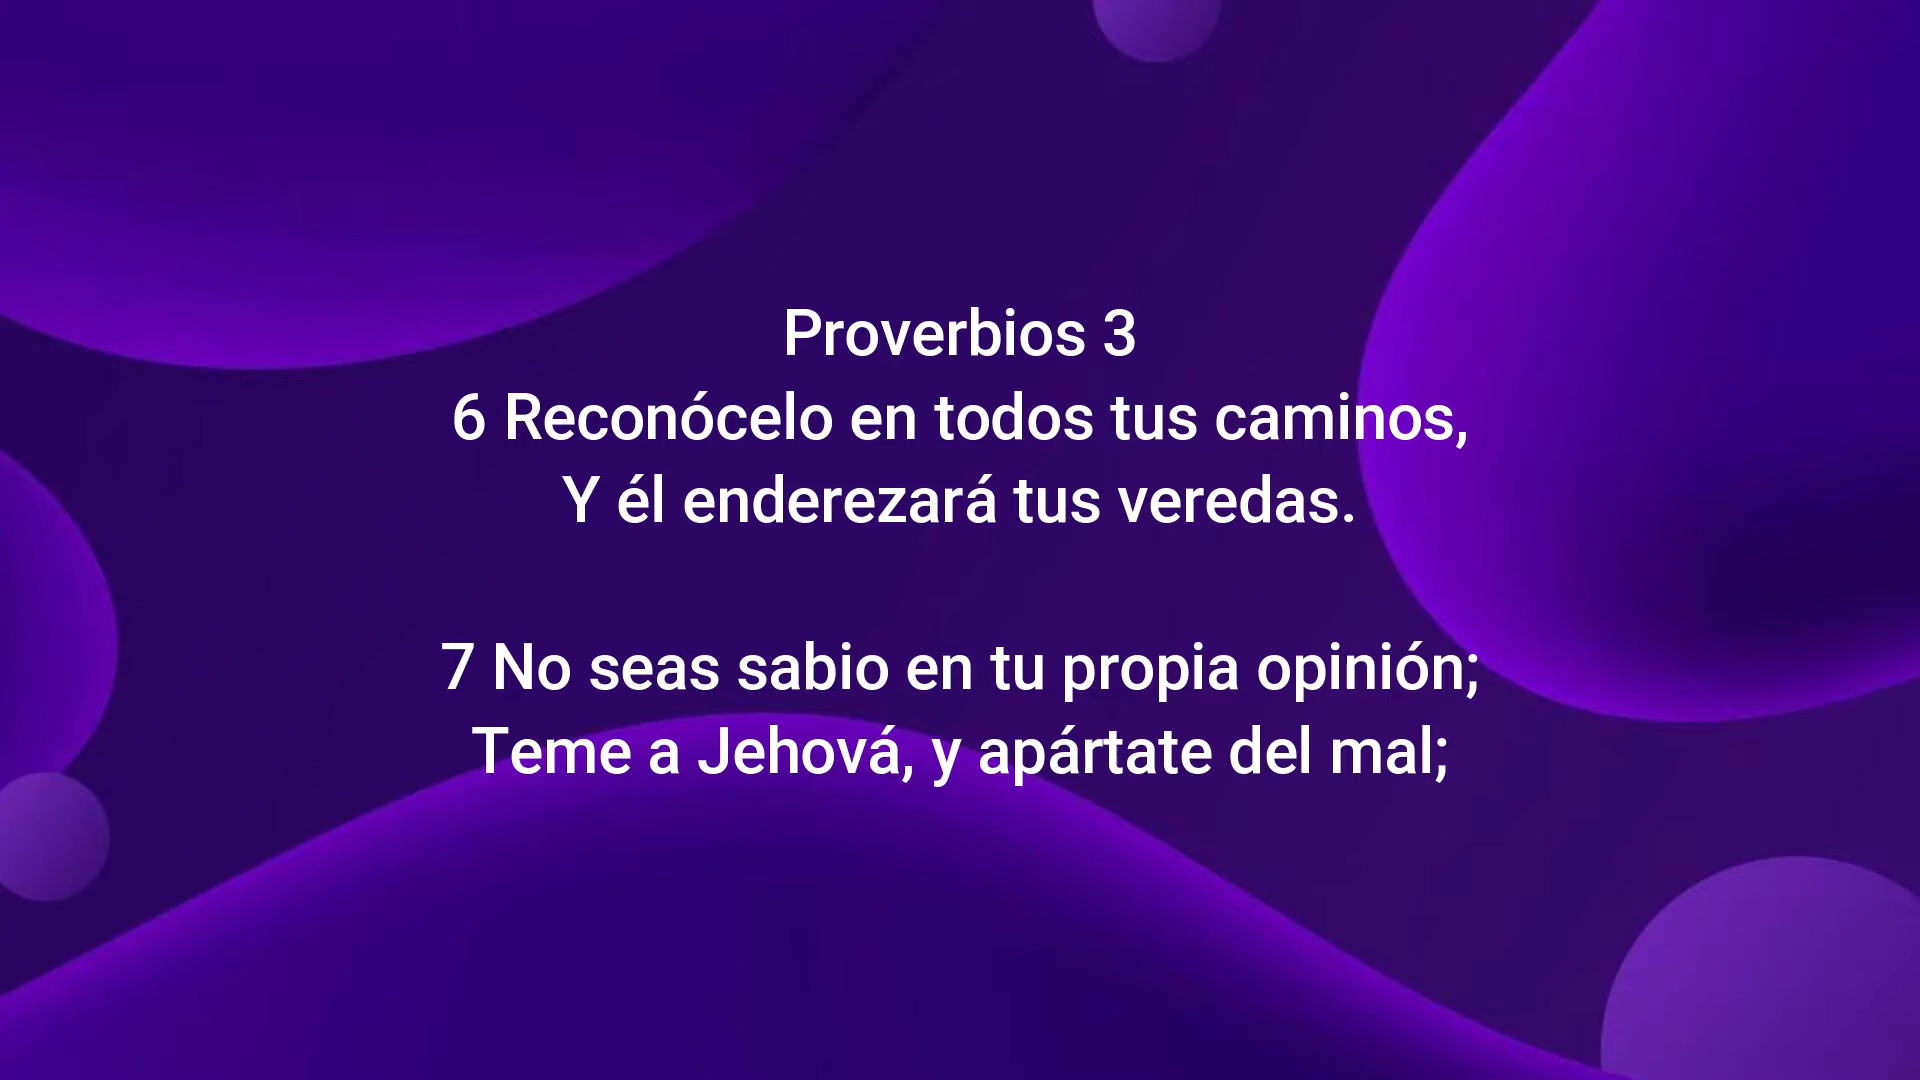 Proverbios 3
6 Reconócelo en todos tus caminos,
Y él enderezará tus veredas.
7 No seas sabio en tu propia opinión;
Teme a Jehová, y apártate del mal;